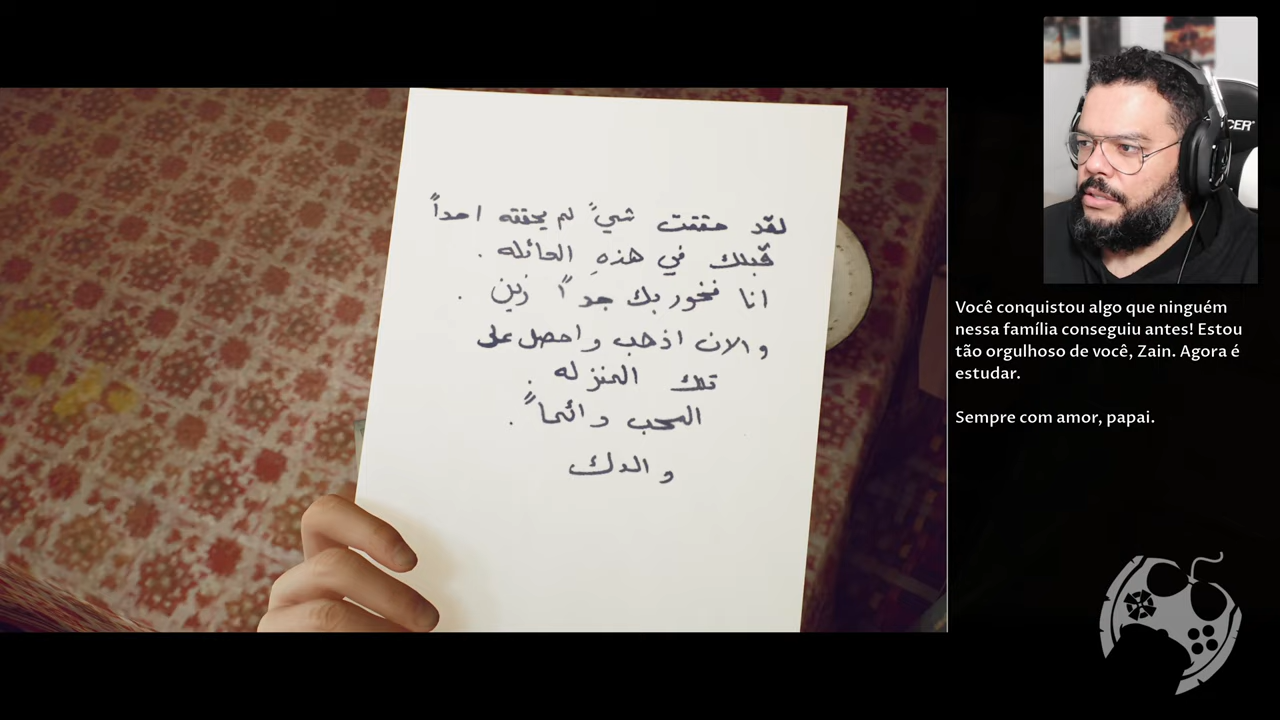 لقد حققت شيءً لم يحققه احداً
قبلك في هذهِ العائله .
انا فخور بك جداً زين .
والان اذهب واحصل على
تلك المنزله .
المحب دائماً .
والدك
Você conquistou algo que ninguém
nessa família conseguiu antes! Estou
tão orgulhoso de você, Zain. Agora é
estudar.
Sempre com amor, papai.